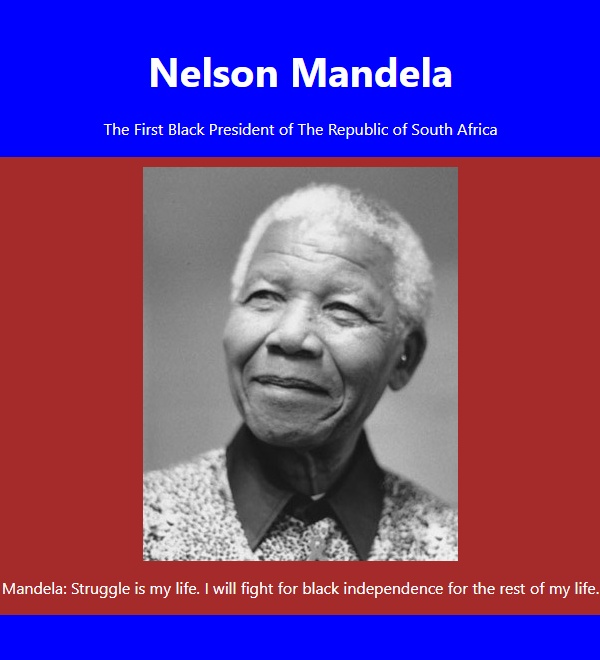 Nelson Mandela
The First Black President of The Republic of South Africa
Mandela: Struggle is my life. I will fight for black independence for the rest of my life.